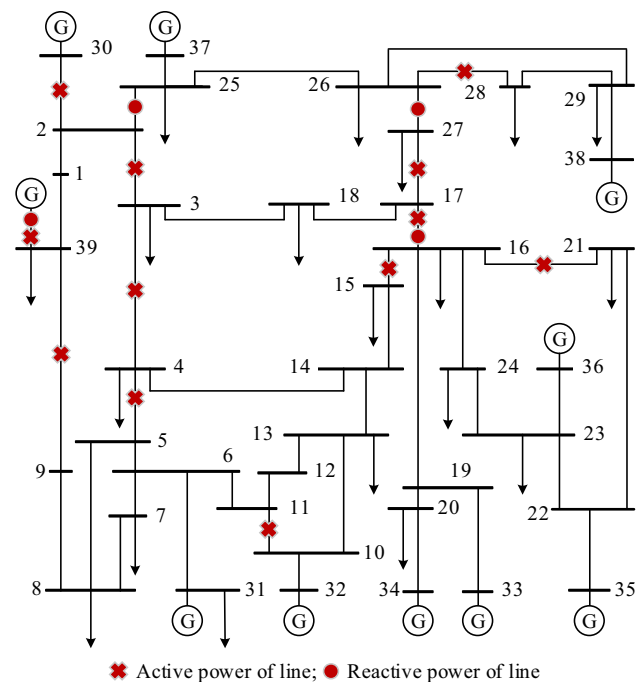 G G
30 37
25 26 28 29
2 27 38
1 G
G 3 18 17
39 16 21
15
G
4 14 24 36
5 13 23
6 12 19
9 11 20 22
7 10
8 31 32 34 33 35
G G G G G
Active power of line; Reactive power of line